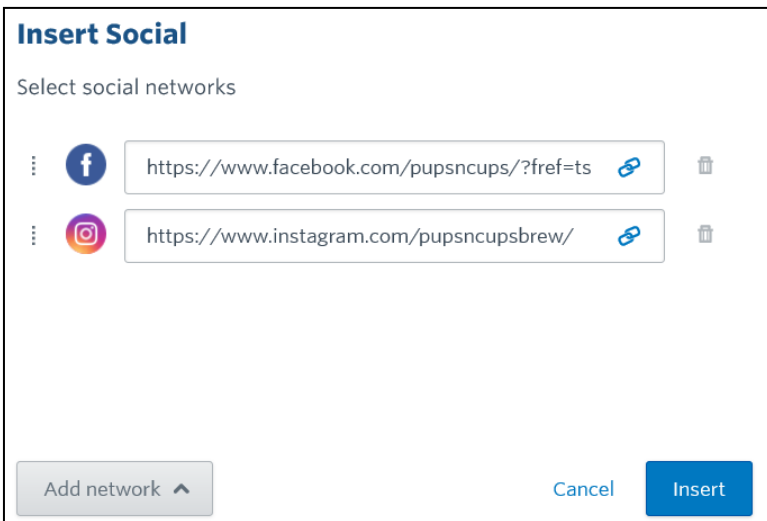 Insert Social
Select social networks
https://www.facebook.com/pupsncups/?fref=ts
https://www.instagram.com/pupsncupsbrew/
Add network
Cancel
Insert